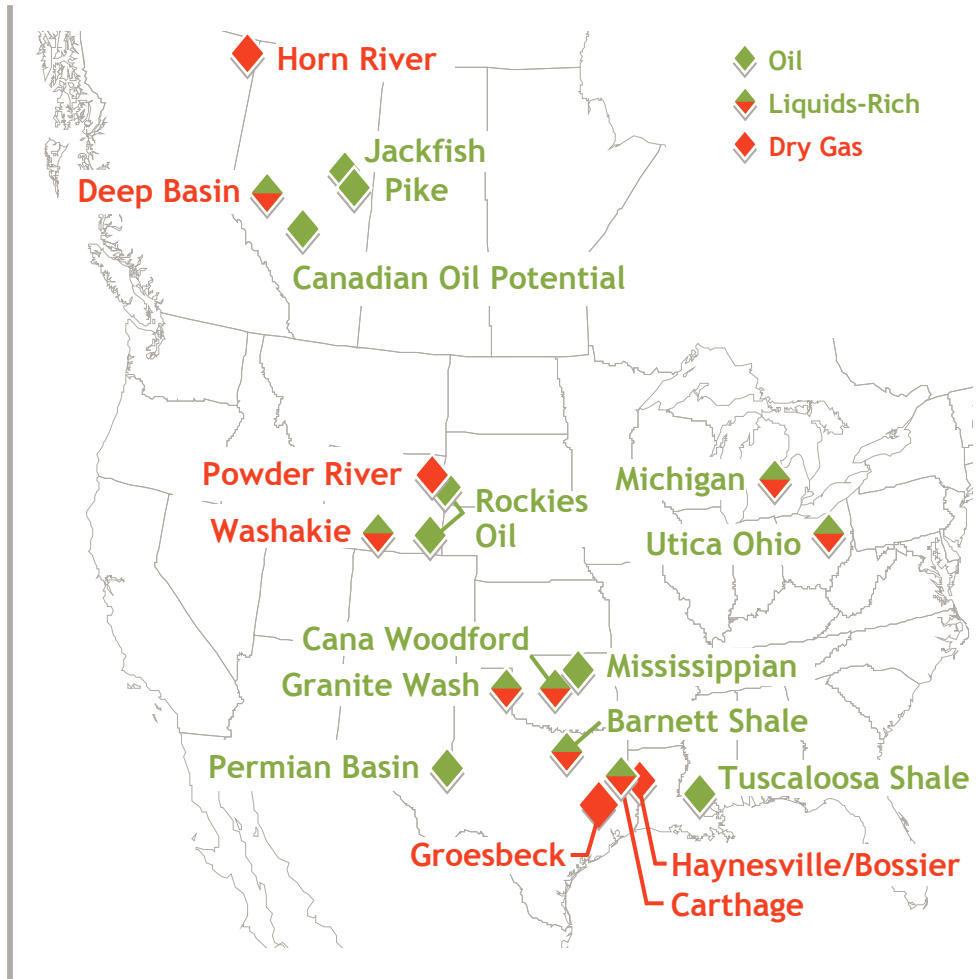 Horn River
Oil
Liquids-Rich
Dry Gas
Jackfish
Pike
Deep Basin
Canadian Oil Potential
Powder River
Rockies
Oil
Washakie
Michigan
Utica Ohio
Cana Woodford
Mississippian
Granite Wash
Barnett Shale
Permian Basin
Tuscaloosa Shale
Groesbeck
Haynesville/Bossier
Carthage